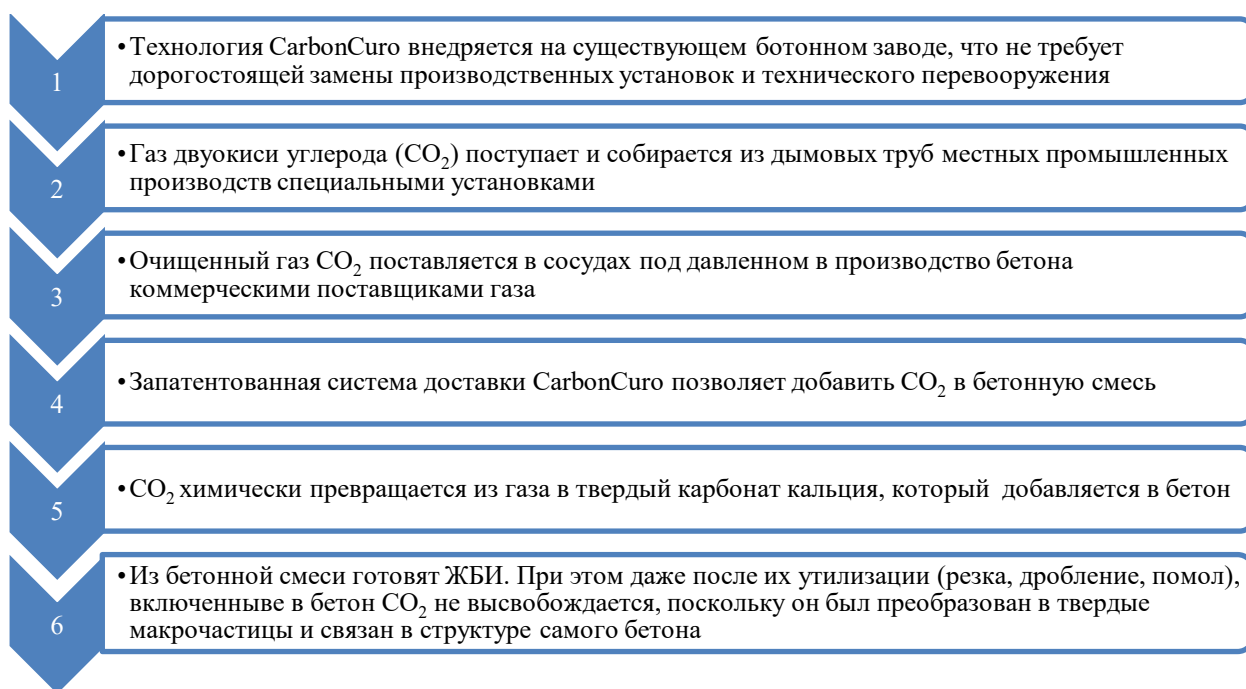 1
• Технология CarbonCuro внедряется на существующем ботонном заводе, что не требует
дорогостоящей замены производственных установок и технического перевооружения
2
• Газ двуокиси углерода (CO₂) поступает и собирается из дымовых труб местных промышленных
производств специальными установками
3
• Очищенный газ CO₂ поставляется в сосудах под давленном в производство бетона
коммерческими поставщиками газа
4
• Запатентованная система доставки CarbonCuro позволяет добавить CO₂ в бетонную смесь
5
• CO₂ химически превращается из газа в твердый карбонат кальция, который добавляется в бетон
6
• Из бетонной смеси готовят ЖБИ. При этом даже после их утилизации (резка, дробление, помол),
включенныве в бетон CO₂ не высвобождается, поскольку он был преобразован в твердые
макрочастицы и связан в структуре самого бетона